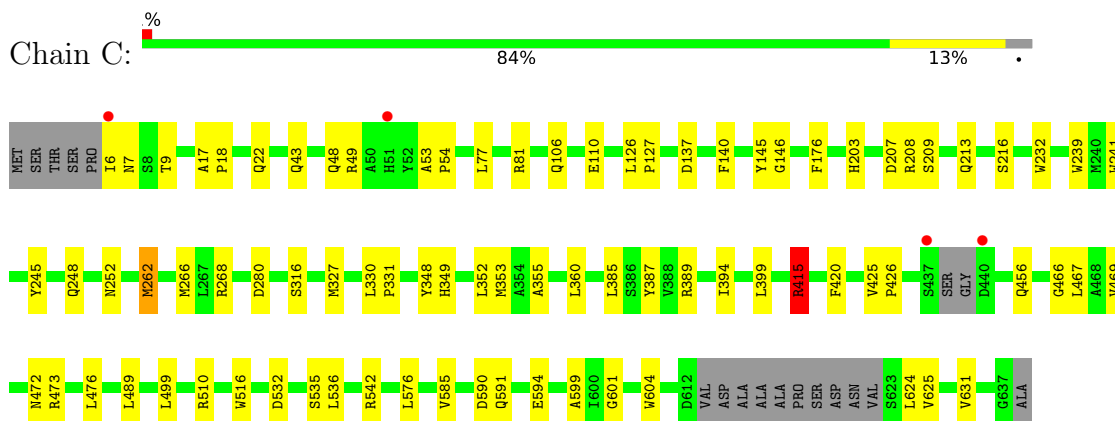 %
Chain C:
84% 13% •
MET SER THR SER PRO I6 N7 S8 T9 A17 P18 Q22 Q43 Q48 R49 A50 H51 Y52 A53 P54 L77 R81 Q106 E110 L126 P127 D137 F140 Y145 G146 F176 H203 D207 R208 S209 Q213 S216 W232 W239 M240 W241
Y245 Q248 N252 M262 M266 L267 R268 D280 S316 M327 L330 P331 Y348 H349 L352 M353 A354 A355 L360 L385 S386 Y387 V388 R389 I394 L399 R415 F420 V425 P426 S437 SER GLY D440 Q456 G466 L467 A468 V469
N472 R473 L476 L489 L499 R510 W516 D532 S535 L536 R542 L576 V585 D590 Q591 E594 A599 I600 G601 W604 D612 VAL ASP ALA ALA ALA PRO SER ASP ASN VAL S623 L624 V625 V631 G637 ALA